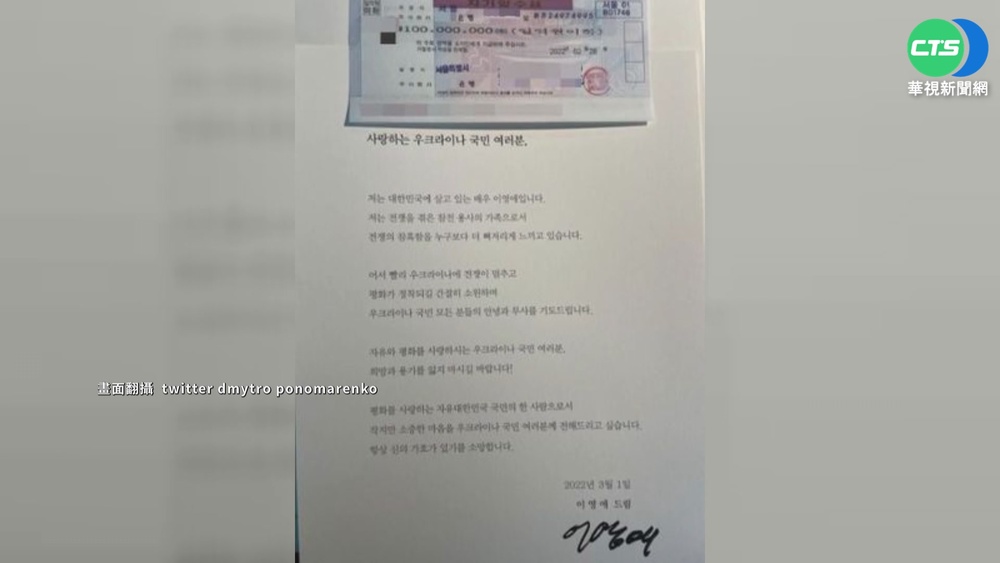 서울 01
B01748
₩100,000,000
서울특별시
은행
사랑하는 우크라이나 국민 여러분,
저는 대한민국에 살고 있는 배우 이영애입니다.
저는 전쟁을 겪은 참전 용사의 가족으로서
전쟁의 참혹함을 누구보다 더 뼈저리게 느끼고 있습니다.
어서 빨리 우크라이나에 전쟁이 멈추고
평화가 정착되길 간절히 소원하며
우크라이나 국민 모든 분들의 안녕과 무사를 기도드립니다.
자유와 평화를 사랑하시는 우크라이나 국민 여러분,
희망과 용기를 잃지 마시길 바랍니다!
평화를 사랑하는 자유대한민국 국민의 한 사람으로서
작지만 소중한 마음을 우크라이나 국민 여러분께 전해드리고 싶습니다.
항상 신의 가호가 있기를 소망합니다.
2022년 3월 1일
이영애 드림
이영애
CTS
華視新聞網
畫面翻攝 twitter dmytro ponomarenko